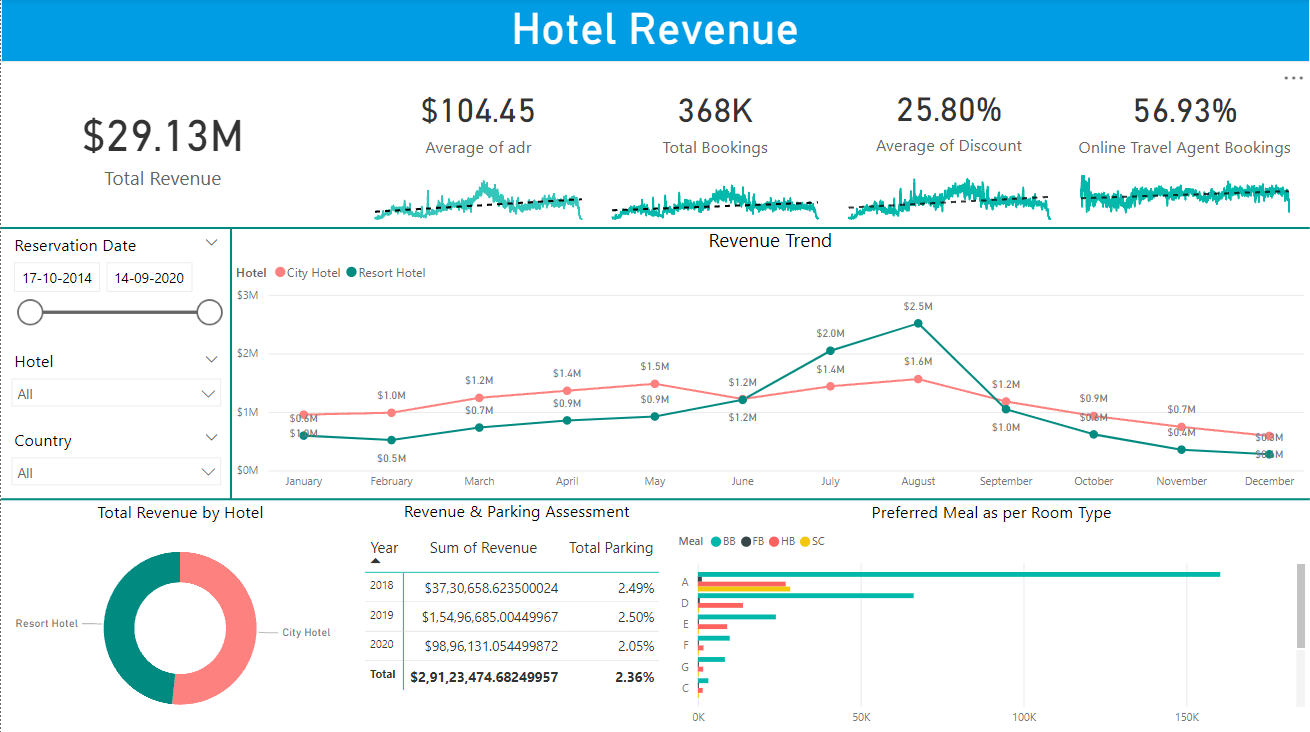 Hotel Revenue
$29.13M
Total Revenue
$104.45
Average of adr
368K
Total Bookings
25.80%
Average of Discount
56.93%
Online Travel Agent Bookings
Reservation Date
17-10-2014 14-09-2020
Hotel
All
Country
All
Revenue Trend
Hotel City Hotel Resort Hotel
$3M
$2M
$1M
$0M
$2.5M
$2.0M
$1.6M
$1.5M
$1.4M
$1.4M
$1.2M
$1.2M
$1.2M
$1.0M
$0.9M
$0.9M
$0.9M
$0.7M
$0.7M
$0.6M
$1.2M
$1.0M
$0.4M
$0.5M
$0.3M
January February March April May June July August September October November December
Total Revenue by Hotel
Resort Hotel
City Hotel
Revenue & Parking Assessment
Year Sum of Revenue Total Parking
2018 $37,30,658.623500024 2.49%
2019 $1,54,96,685.00449967 2.50%
2020 $98,96,131.054499872 2.05%
Total $2,91,23,474.68249957 2.36%
Preferred Meal as per Room Type
Meal BB FB HB SC
A
D
E
F
G
C
0K 50K 100K 150K